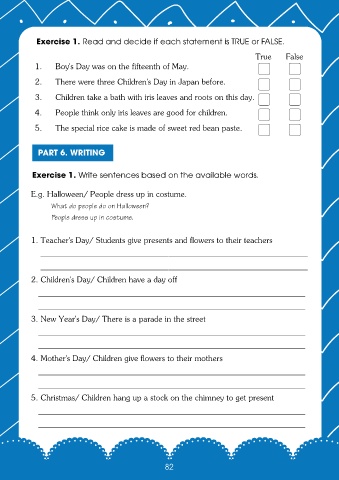 Exercise 1. Read and decide if each statement is TRUE or FALSE.
True False
1. Boy's Day was on the fifteenth of May.
2. There were three Children's Day in Japan before.
3. Children take a bath with iris leaves and roots on this day.
4. People think only iris leaves are good for children.
5. The special rice cake is made of sweet red bean paste.
PART 6. WRITING
Exercise 1. Write sentences based on the available words.
E.g. Halloween/ People dress up in costume.
What do people do on Halloween?
People dress up in costume.
1. Teacher's Day/ Students give presents and flowers to their teachers
2. Children's Day/ Children have a day off
3. New Year's Day/ There is a parade in the street
4. Mother's Day/ Children give flowers to their mothers
5. Christmas/ Children hang up a stock on the chimney to get present
82